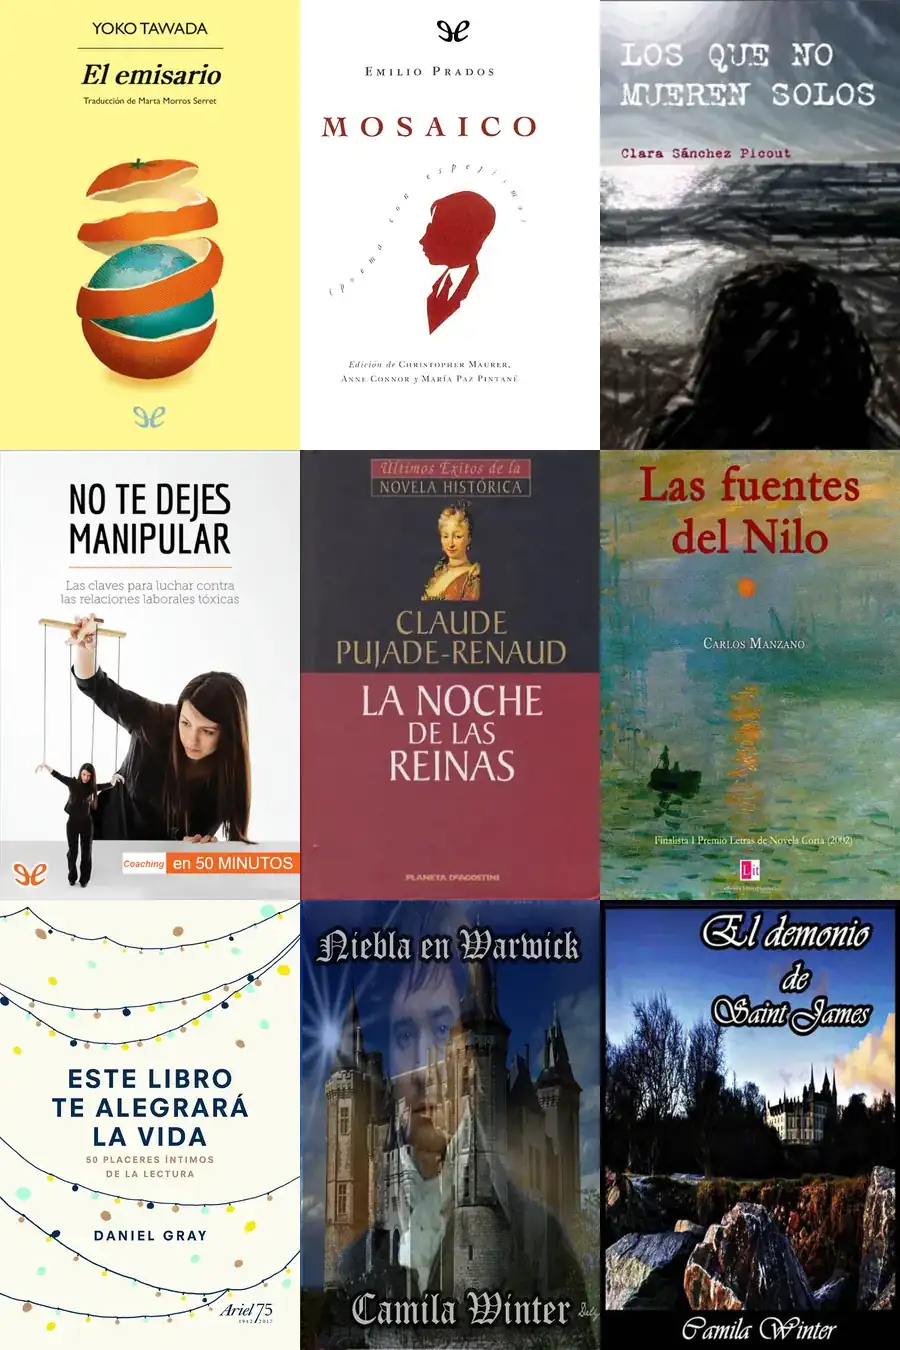 YOKO TAWADA
El emisario
Traducción de Marta Morros Serret
EMILIO PRADOS
MOSAICO
(poema con espejismos)
Edición de CHRISTOPHER MAURER,
ANNE CONNOR y MARÍA PAZ PINTANÉ
LOS QUE NO
MUEREN SOLOS
Clara Sánchez Picout
NO TE DEJES
MANIPULAR
Las claves para luchar contra
las relaciones laborales tóxicas
Coaching en 50 MINUTOS
Últimos Éxitos de la
NOVELA HISTÓRICA
CLAUDE
PUJADE-RENAUD
LA NOCHE
DE LAS
REINAS
PLANETA DEAGOSTINI
Las fuentes
del Nilo
CARLOS MANZANO
Finalista I Premio Letras de Novela Corta (2002)
Lit
ESTE LIBRO
TE ALEGRARÁ
LA VIDA
50 PLACERES ÍNTIMOS
DE LA LECTURA
DANIEL GRAY
Ariel 75
1942 2017
Niebla en Warwick
Camila Winter
El demonio
de
Saint James
Camila Winter